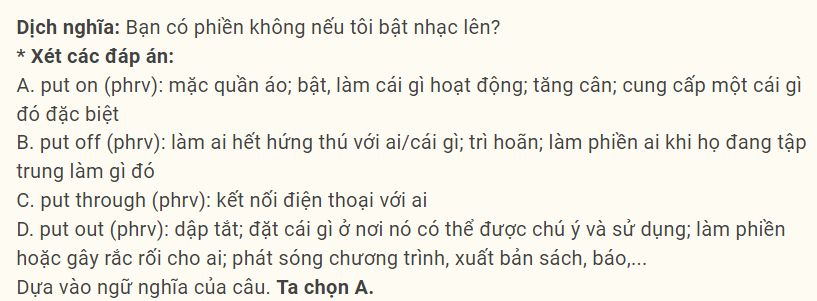 Dịch nghĩa: Bạn có phiền không nếu tôi bật nhạc lên?
* Xét các đáp án:
A. put on (phrv): mặc quần áo; bật, làm cái gì hoạt động; tăng cân; cung cấp một cái gì
đó đặc biệt
B. put off (phrv): làm ai hết hứng thú với ai/cái gì; trì hoãn; làm phiền ai khi họ đang tập
trung làm gì đó
C. put through (phrv): kết nối điện thoại với ai
D. put out (phrv): dập tắt; đặt cái gì ở nơi nó có thể được chú ý và sử dụng; làm phiền
hoặc gây rắc rối cho ai; phát sóng chương trình, xuất bản sách, báo,...
Dựa vào ngữ nghĩa của câu. Ta chọn A.